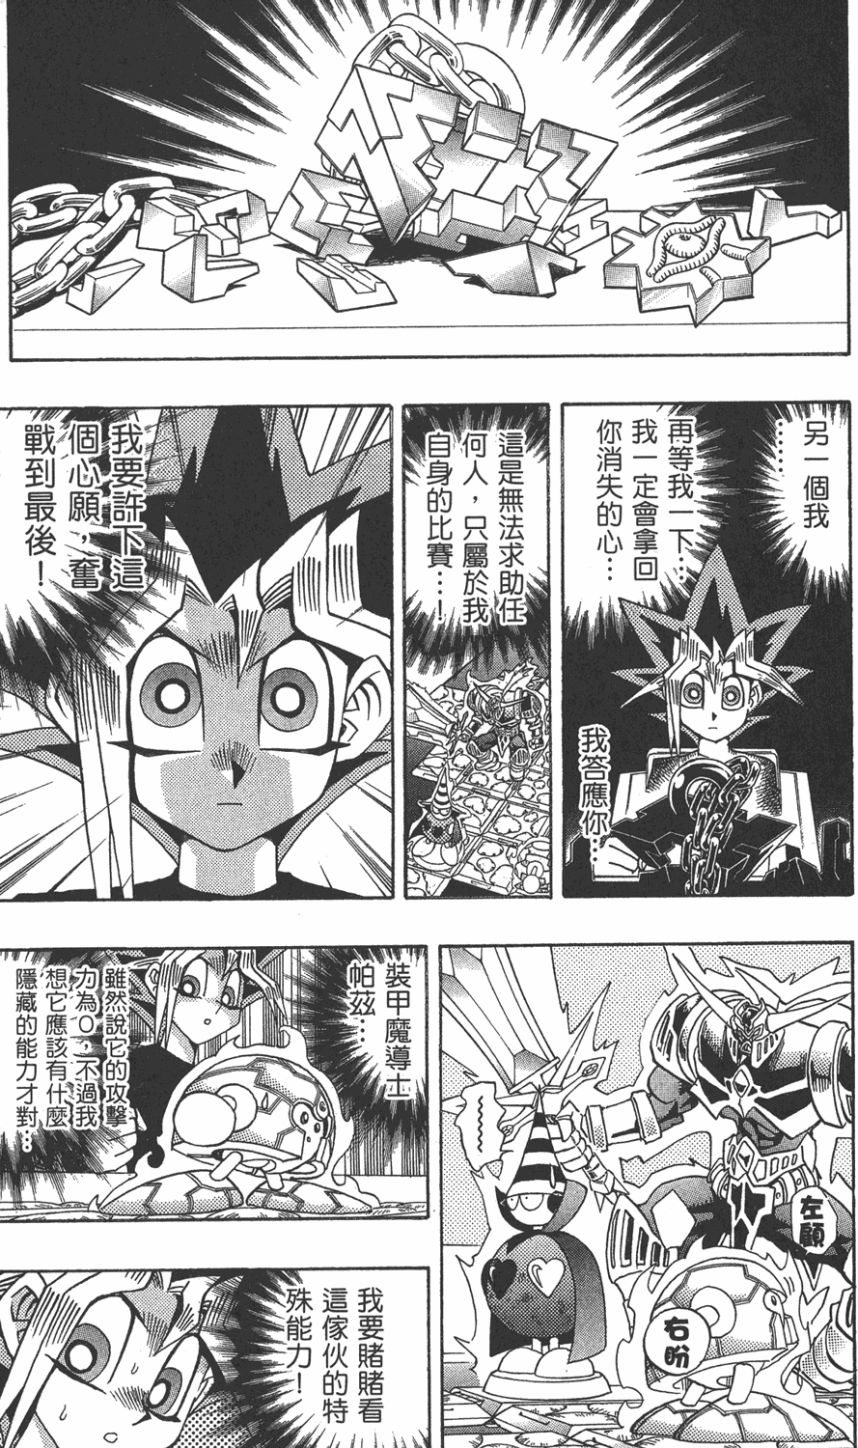 另一個我
……
再等我一下…
我一定會拿回
你消失的心…
我答應你…
這是無法求助任
何人，只屬於我
自身的比賽…！
我要許下這
個心願，奮
戰到最後！
左顧
右盼
裝甲魔導士
帕茲…
雖然說它的攻擊
力為0，不過我
想它應該有什麼
隱藏的能力才對…
我要賭賭看
這傢伙的特
殊能力！